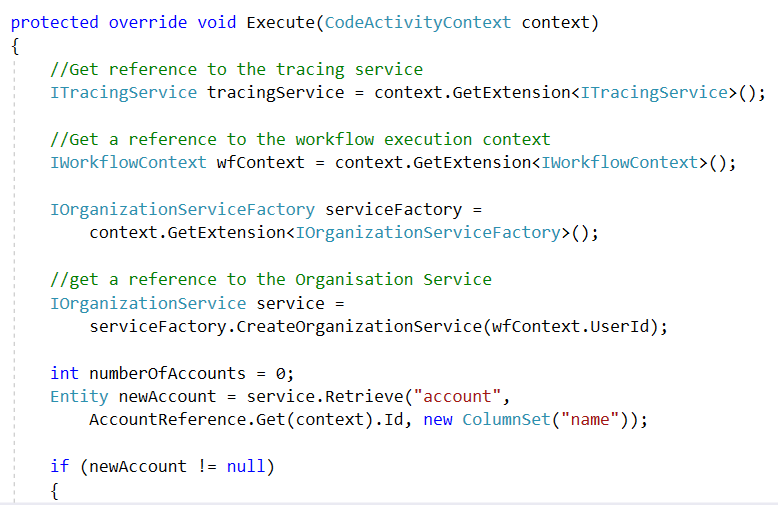 protected override void Execute(CodeActivityContext context)
{
//Get reference to the tracing service
ITracingService tracingService = context.GetExtension<ITracingService>();
//Get a reference to the workflow execution context
IWorkflowContext wfContext = context.GetExtension<IWorkflowContext>();
IOrganizationServiceFactory serviceFactory =
context.GetExtension<IOrganizationServiceFactory>();
//get a reference to the Organisation Service
IOrganizationService service =
serviceFactory.CreateOrganizationService(wfContext.UserId);
int numberOfAccounts = 0;
Entity newAccount = service.Retrieve("account",
AccountReference.Get(context).Id, new ColumnSet("name"));
if (newAccount != null)
{